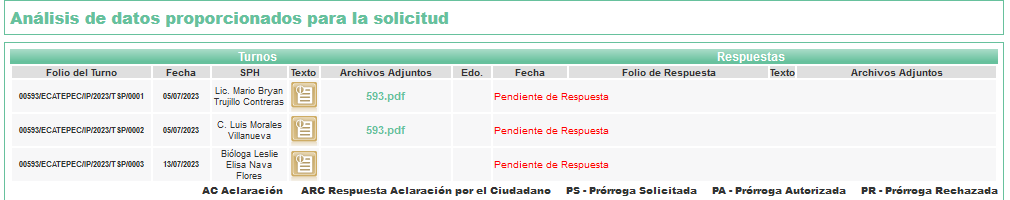 Análisis de datos proporcionados para la solicitud
Turnos Respuestas
Folio del Turno Fecha SPH Texto Archivos Adjuntos Edo. Fecha Folio de Respuesta Texto Archivos Adjuntos
00593/ECATEPEC/IP/2023/TSP/0001 05/07/2023 Lic. Mario Bryan Trujillo Contreras 593.pdf Pendiente de Respuesta
00593/ECATEPEC/IP/2023/TSP/0002 05/07/2023 C. Luis Morales Villanueva 593.pdf Pendiente de Respuesta
00593/ECATEPEC/IP/2023/TSP/0003 13/07/2023 Bióloga Leslie Elisa Nava Flores Pendiente de Respuesta
AC Aclaración ARC Respuesta Aclaración por el Ciudadano PS - Prórroga Solicitada PA - Prórroga Autorizada PR - Prórroga Rechazada